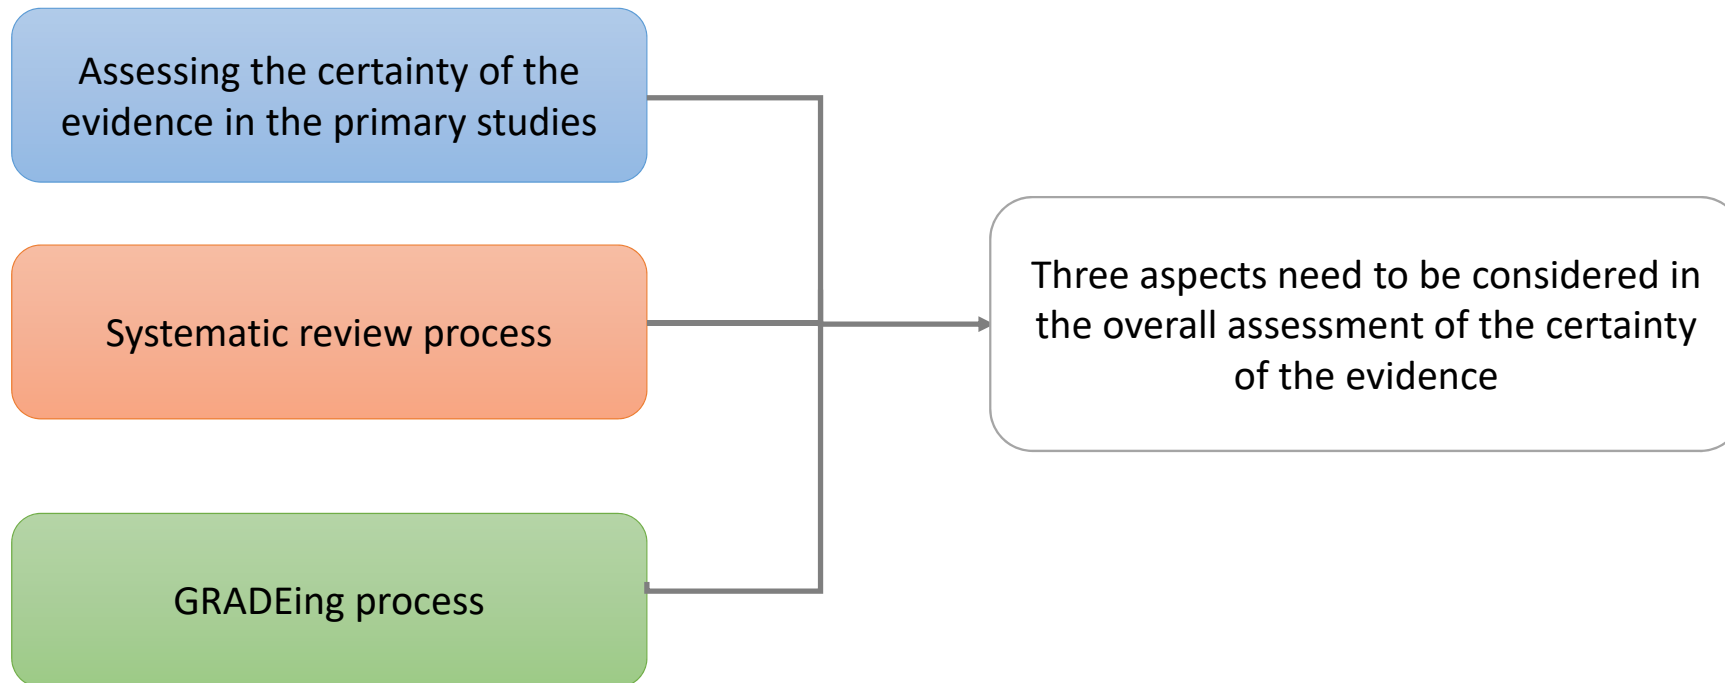 Assessing the certainty of the
evidence in the primary studies
Systematic review process
GRADEing process
Three aspects need to be considered in
the overall assessment of the certainty
of the evidence